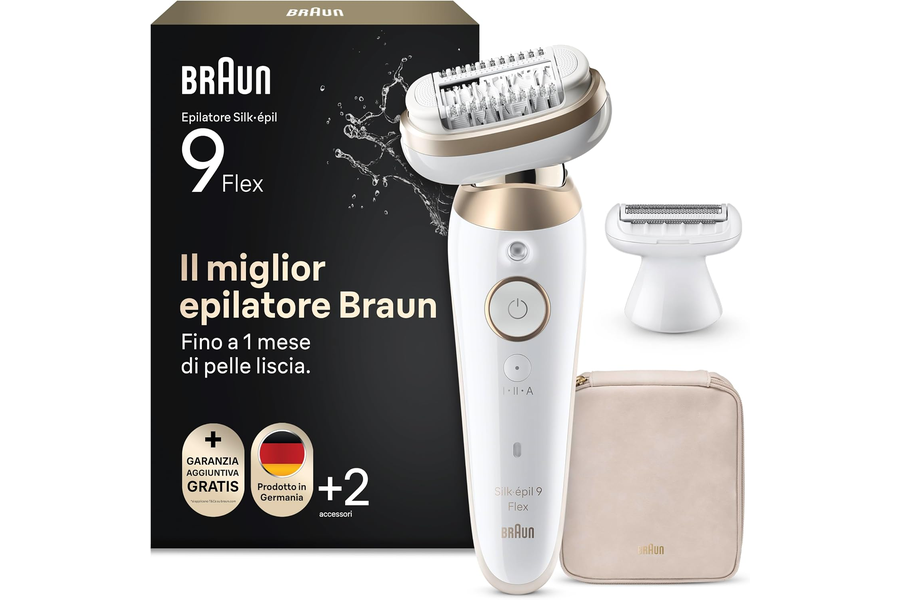 BRAUN
BRAUN
Epilatore Silk·épil
9 Flex
Il miglior
epilatore Braun
Fino a 1 mese
di pelle liscia.
+
GARANZIA
AGGIUNTIVA
GRATIS
Prodotto in
Germania
+2
accessori
I·II·A
Silk·épil 9
Flex
BRAUN
BRAUN